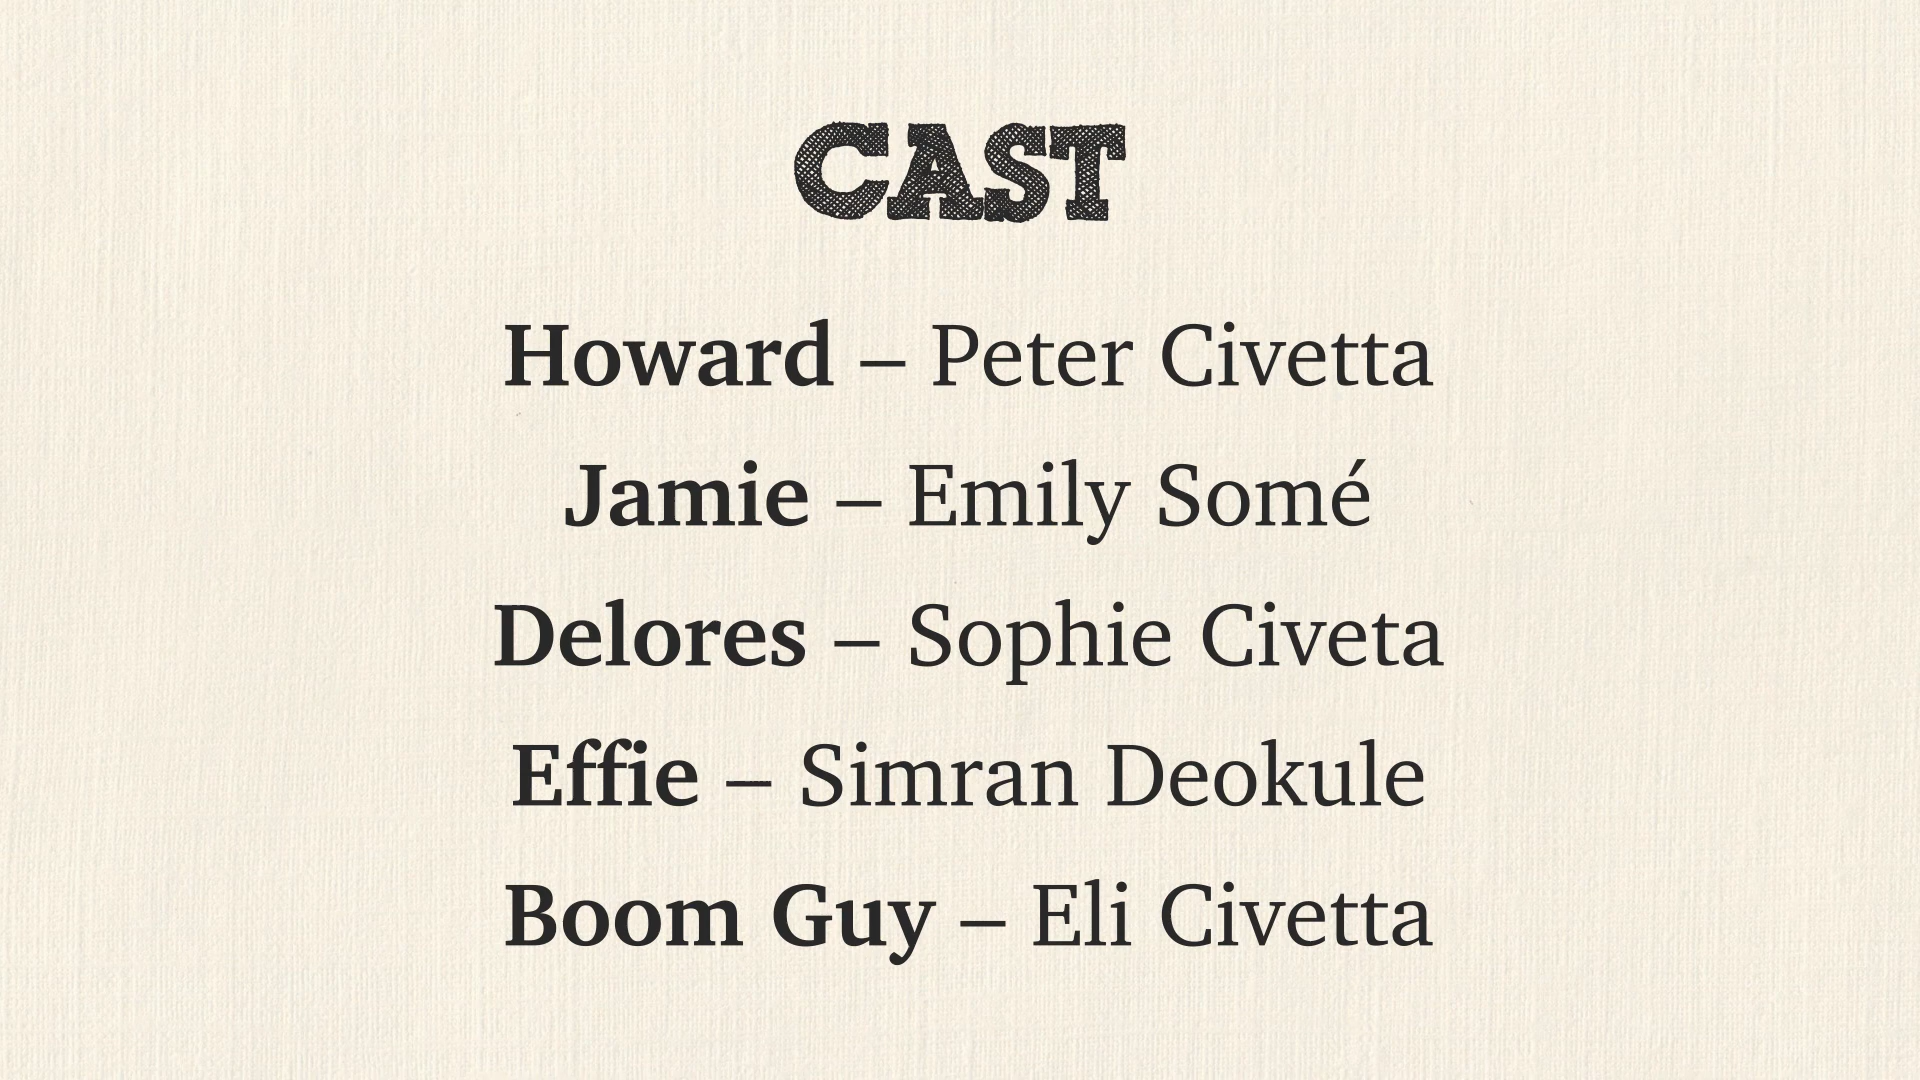 CAST
Howard – Peter Civetta
Jamie – Emily Somé
Delores – Sophie Civeta
Effie – Simran Deokule
Boom Guy – Eli Civetta